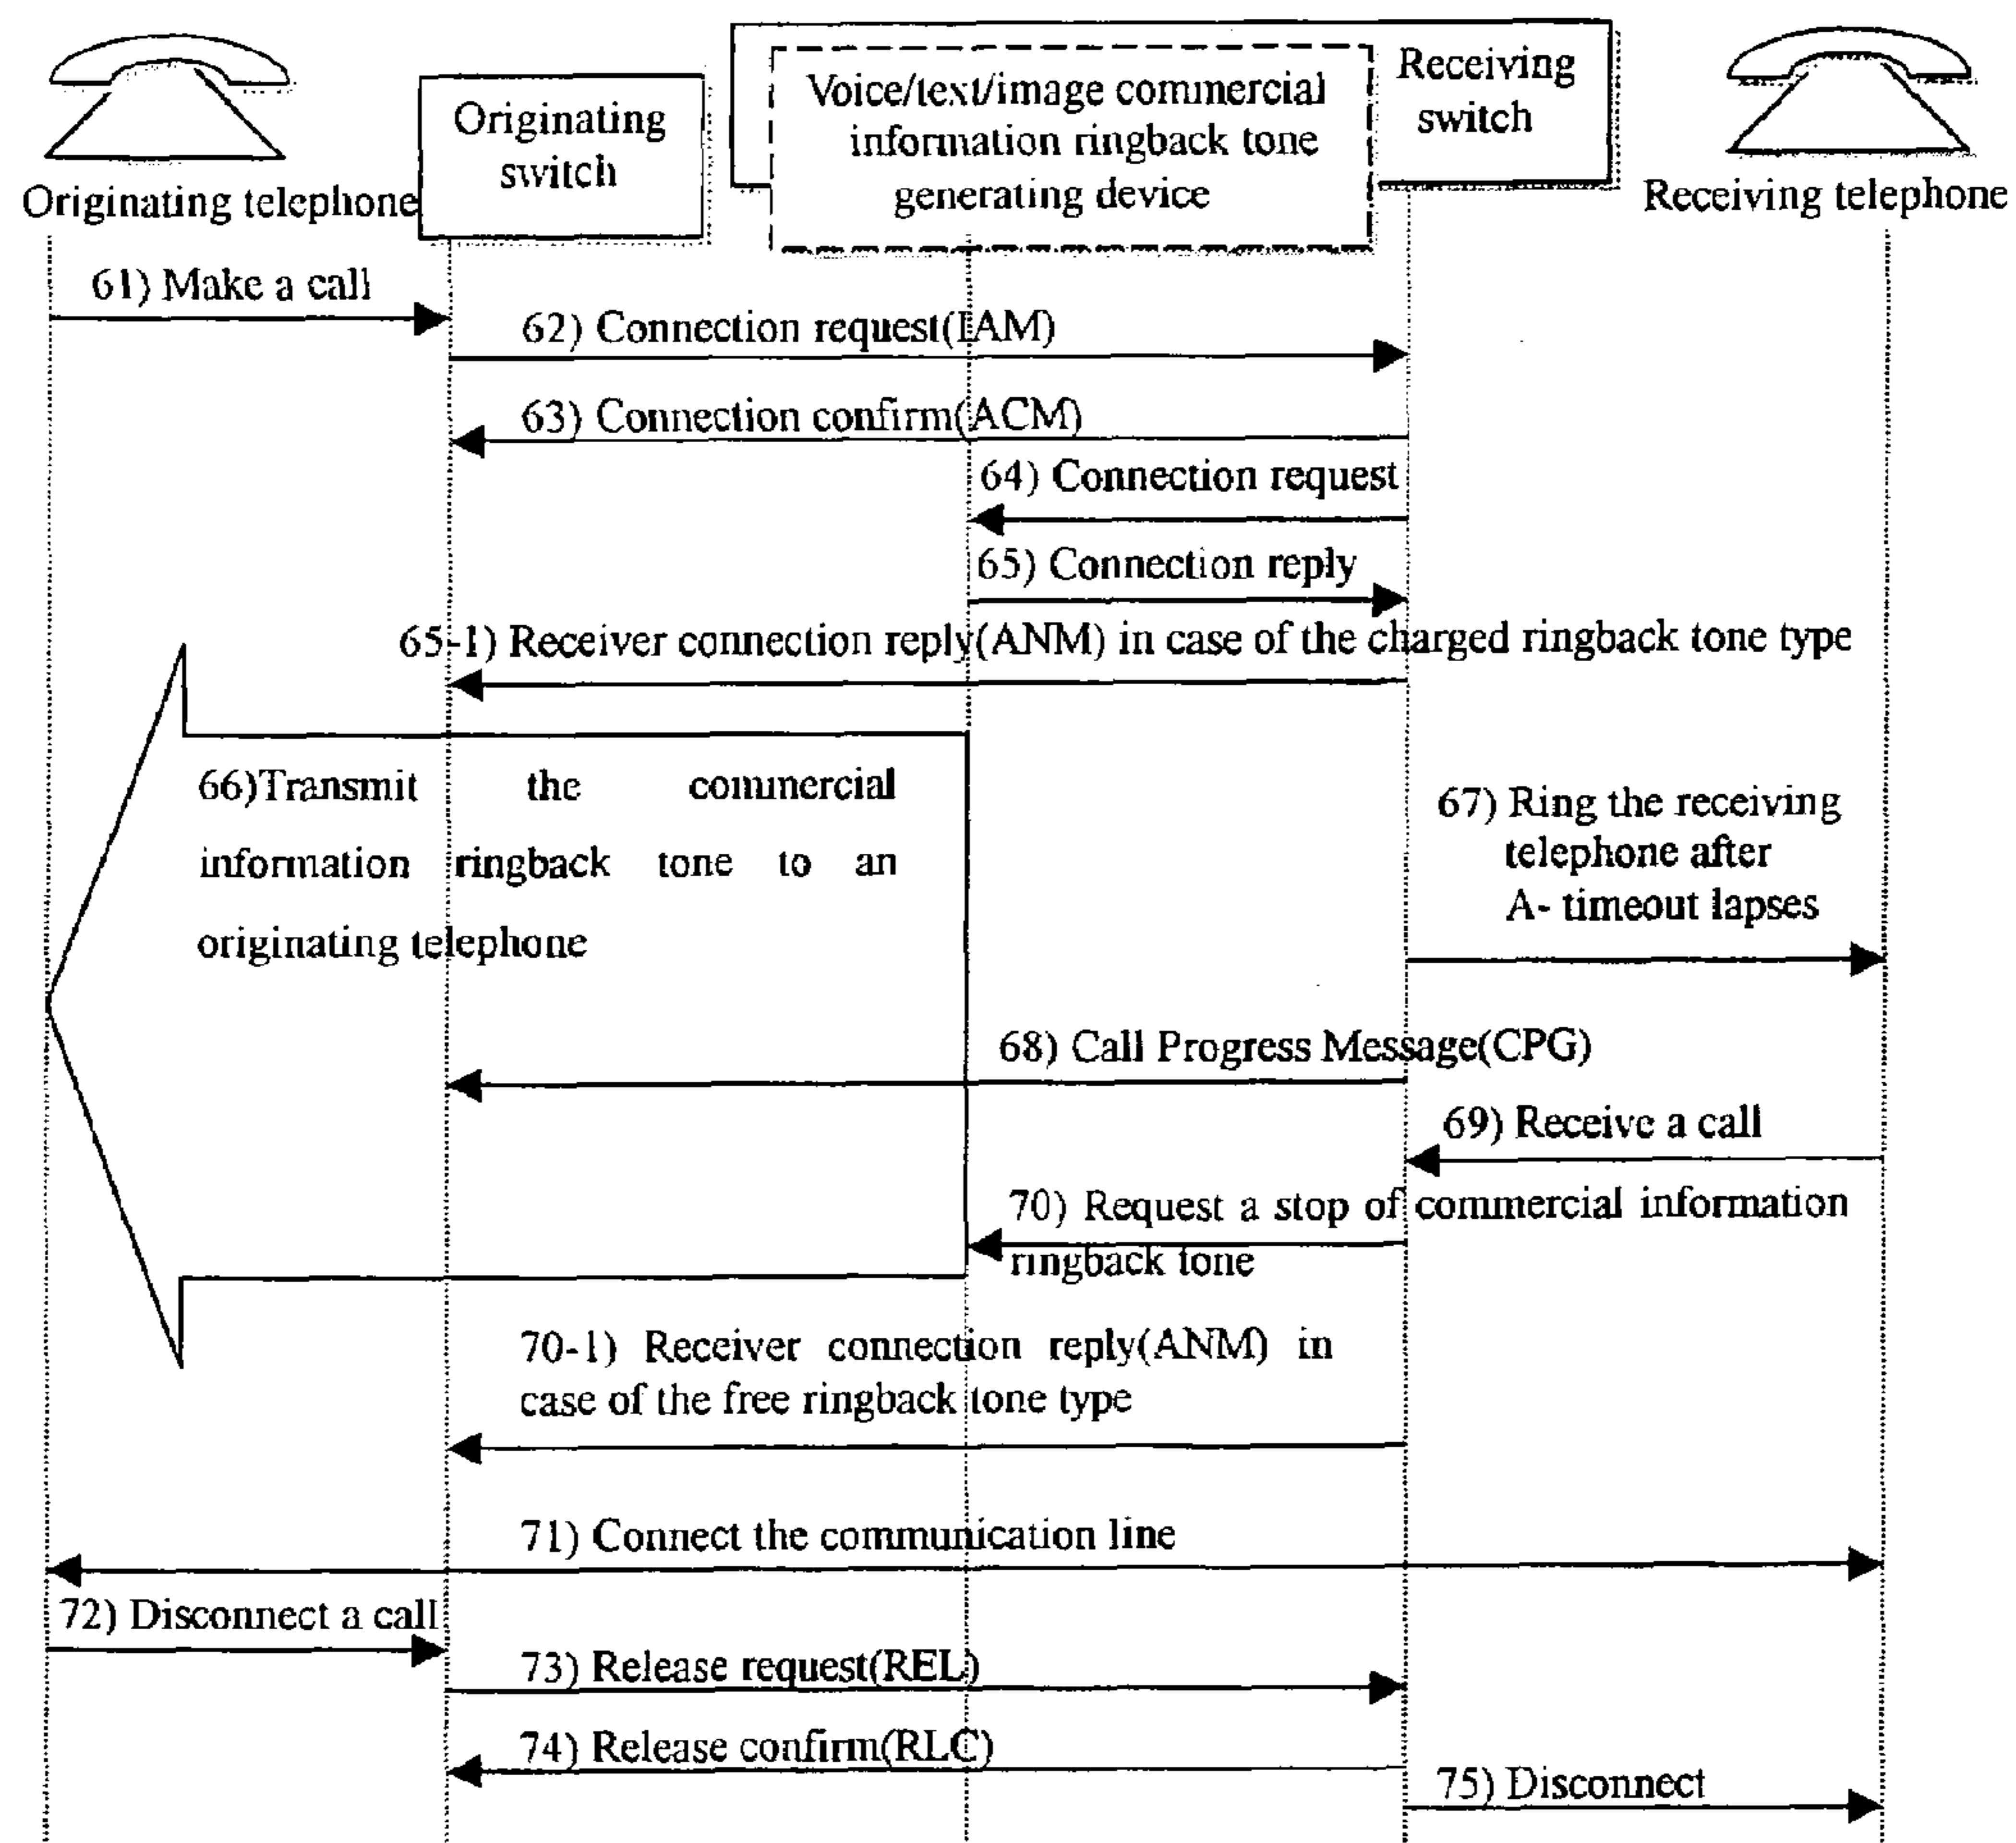 Originating telephone
Originating
switch
Voice/text/image commercial
information ringback tone
generating device
Receiving
switch
Receiving telephone
61) Make a call
62) Connection request(IAM)
63) Connection confirm(ACM)
64) Connection request
65) Connection reply
65-1) Receiver connection reply(ANM) in case of the charged ringback tone type
66)Transmit the commercial
information ringback tone to an
originating telephone
67) Ring the receiving
telephone after
A- timeout lapses
68) Call Progress Message(CPG)
69) Receive a call
70) Request a stop of commercial information
ringback tone
70-1) Receiver connection reply(ANM) in
case of the free ringback tone type
71) Connect the communication line
72) Disconnect a call
73) Release request(REL)
74) Release confirm(RLC)
75) Disconnect